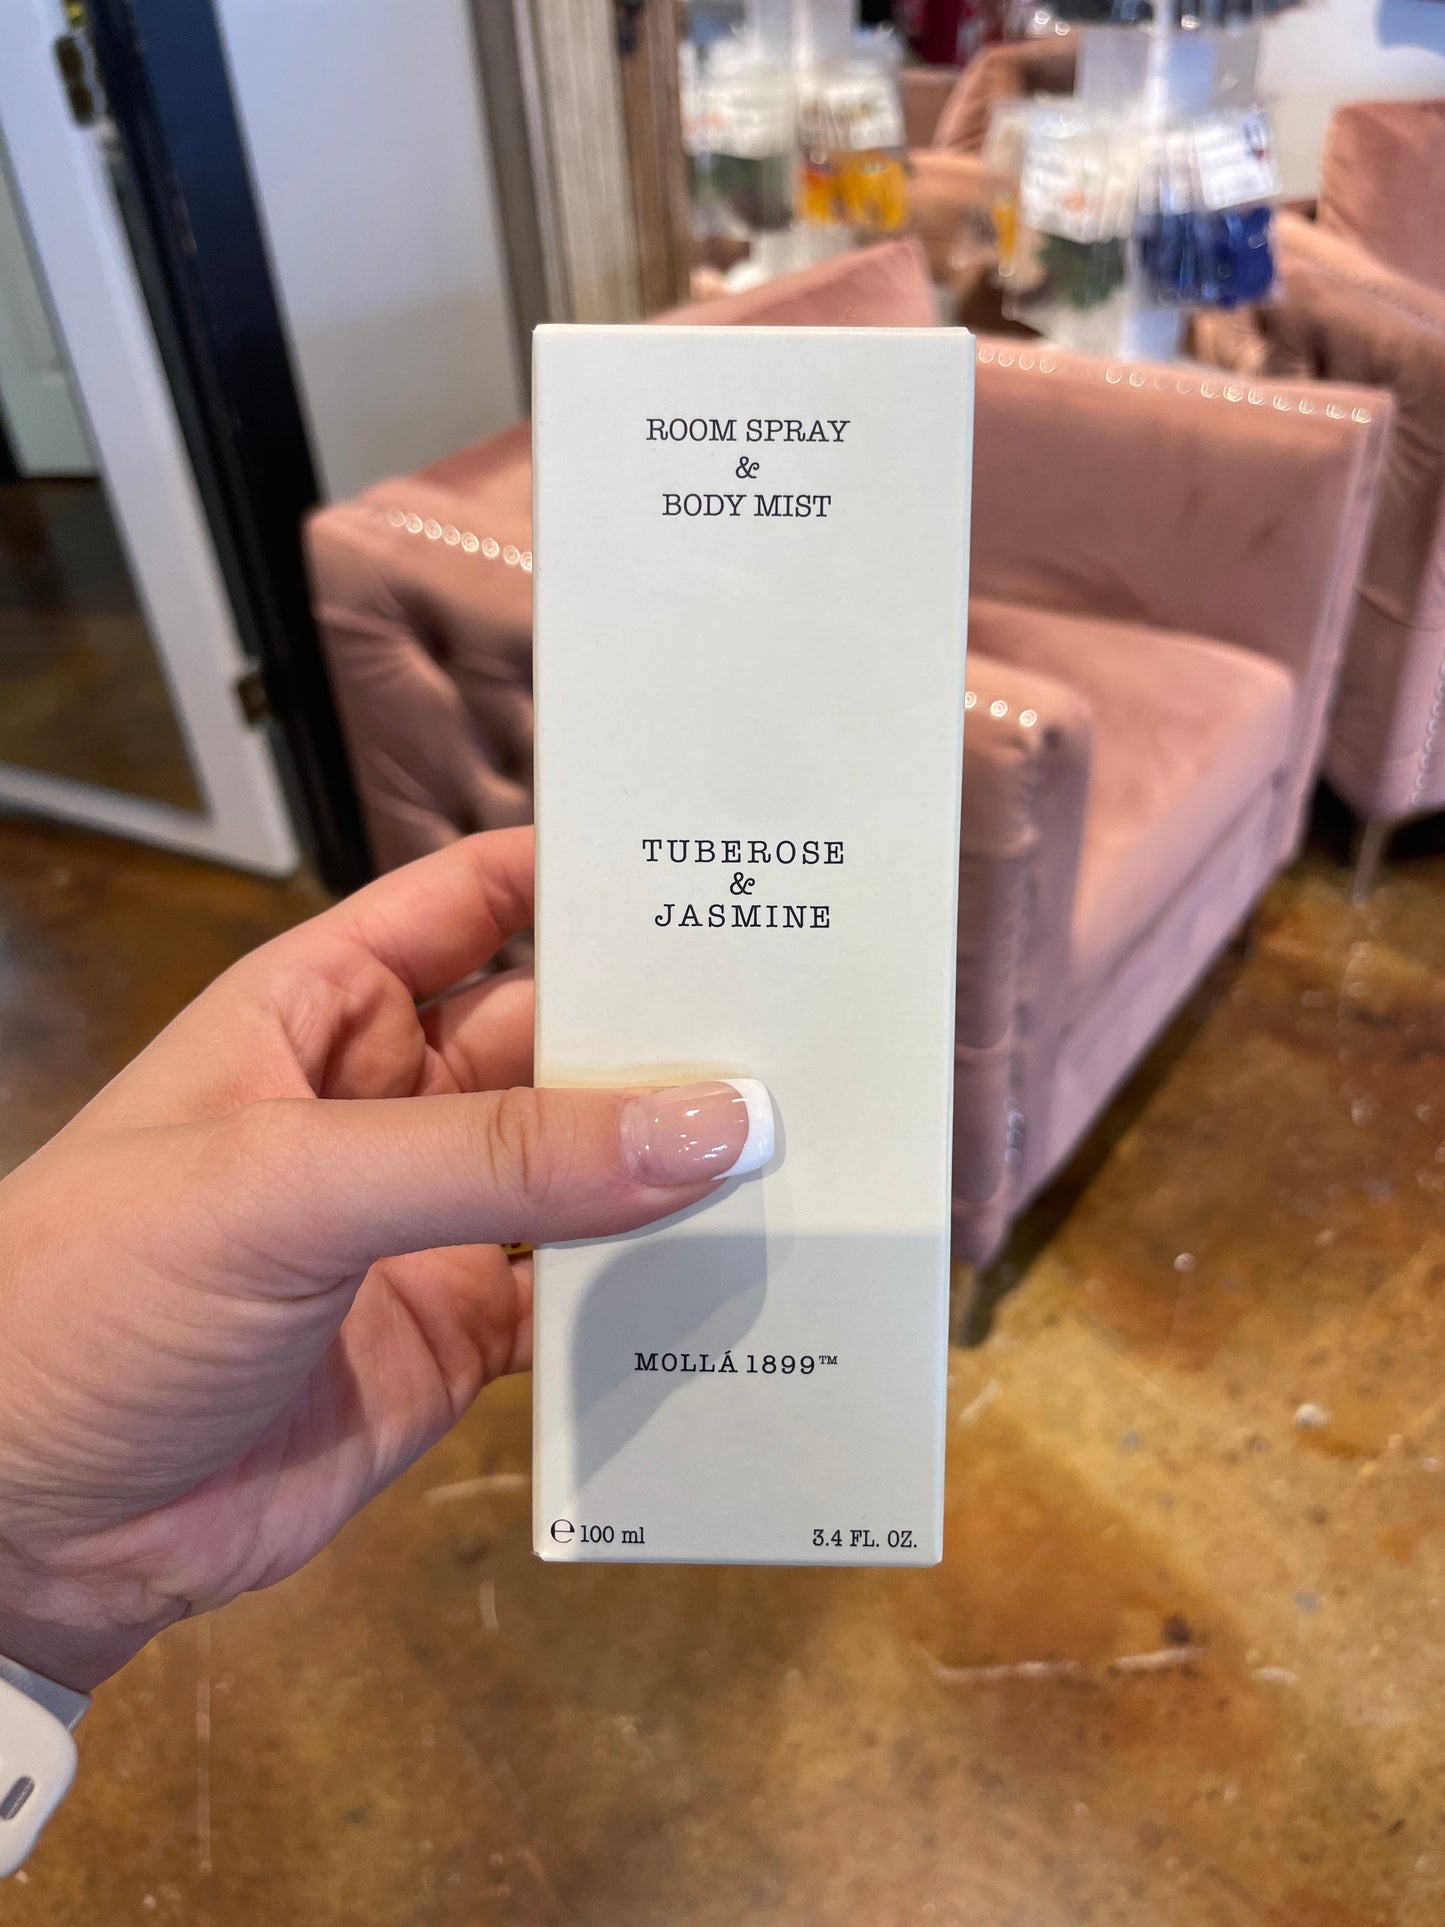 ROOM SPRAY
&
BODY MIST
TUBEROSE
&
JASMINE
MOLLÁ 1899™
℮ 100 ml
3.4 FL. OZ.